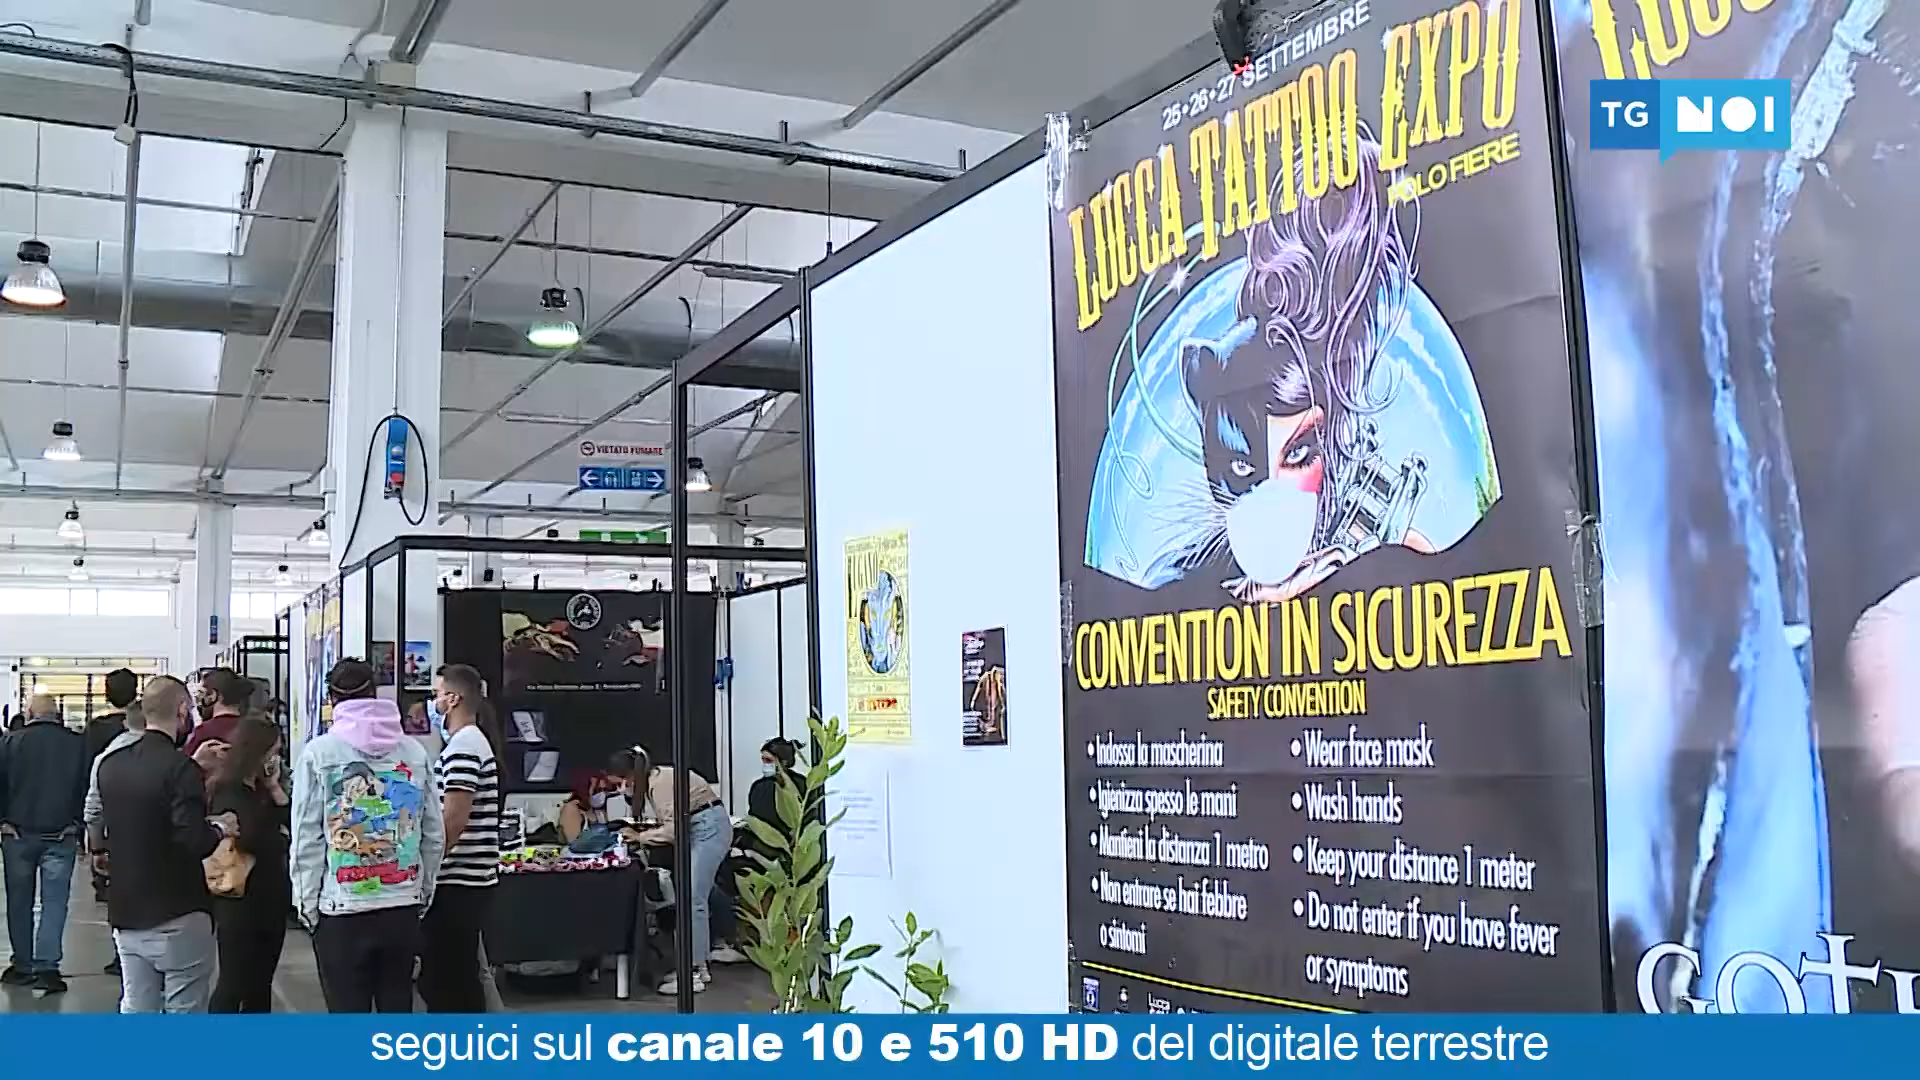 25•26•27 SETTEMBRE
LUCCA TATTOO EXPO
POLO FIERE
TG NOI
VIETATO FUMARE
CONVENTION IN SICUREZZA
SAFETY CONVENTION
• Indossa la mascherina
• Igienizza spesso le mani
• Mantieni la distanza 1 metro
• Non entrare se hai febbre
o sintomi
• Wear face mask
• Wash hands
• Keep your distance 1 meter
• Do not enter if you have fever
or symptoms
seguici sul canale 10 e 510 HD del digitale terrestre